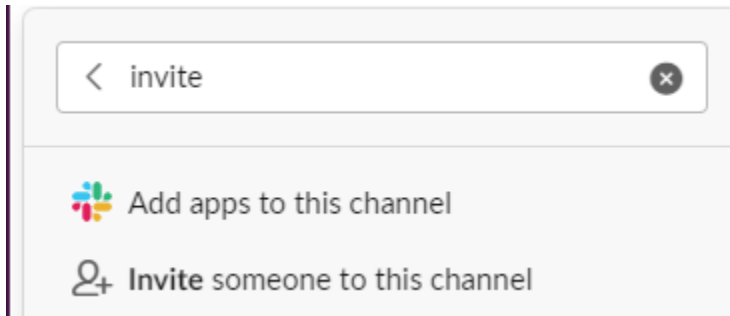 invite
Add apps to this channel
Invite someone to this channel